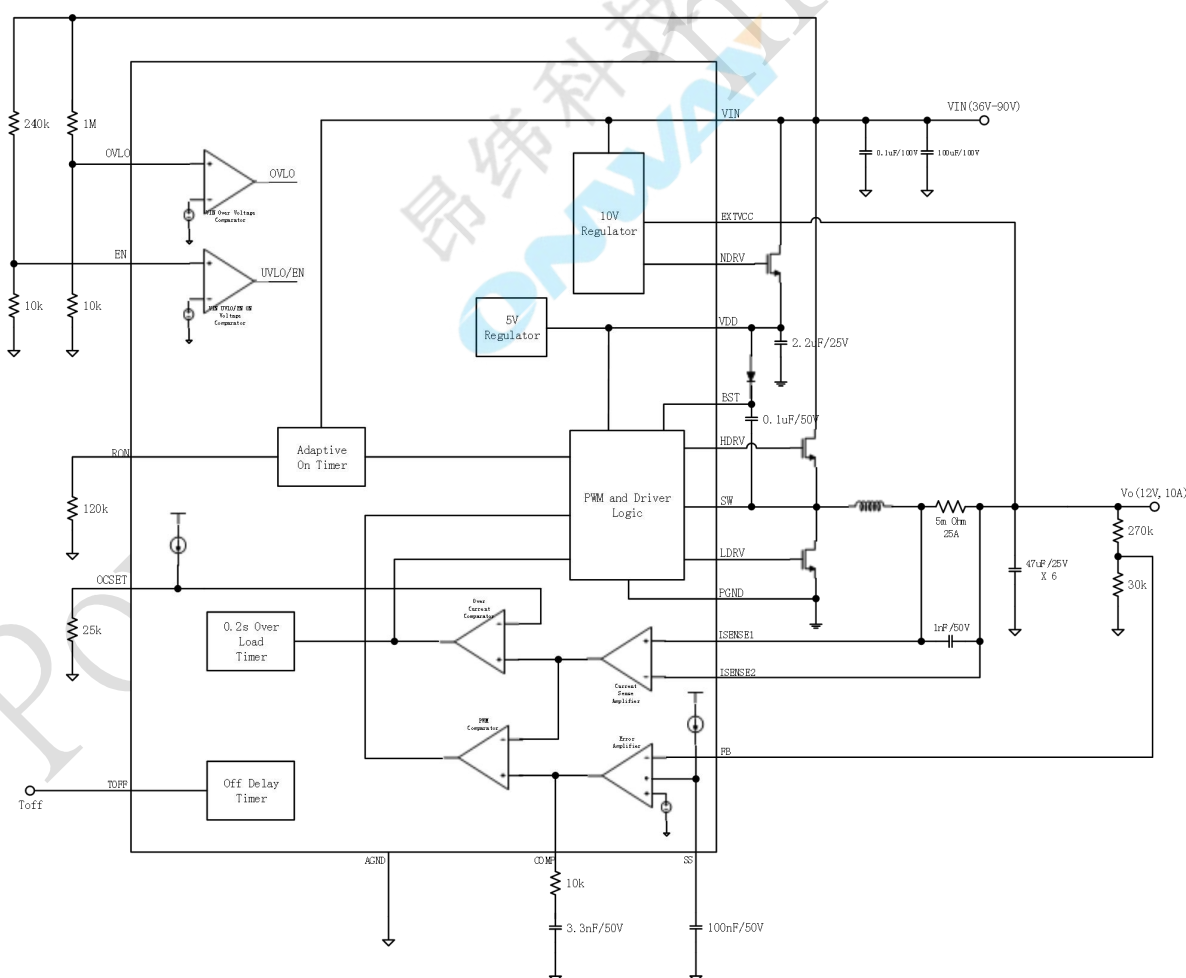 昂纬科技
ONWAY
VIN(36V-90V)
240k
1M
VIN
0.1uF/100V
100uF/100V
OVLO
OVLO
VIN Over Voltage
Comparator
10V
Regulator
EXTVCC
NDRV
EN
UVLO/EN
10k
10k
VIN UVLO/EN ON
Voltage
Comparator
5V
Regulator
VDD
2.2uF/25V
BST
0.1uF/50V
RON
Adaptive
On Timer
HDRV
PWM and Driver
Logic
SW
Vo(12V,10A)
120k
5m Ohm
25A
270k
LDRV
47uF/25V
X 6
30k
OCSET
PGND
25k
0.2s Over
Load
Timer
Over
Current
Comparator
ISENSE1
1nF/50V
ISENSE2
Current
Sense
Amplifier
PWM
Comparator
Error
Amplifier
FB
TOFF
Toff
Off Delay
Timer
AGND
COMP
SS
10k
3.3nF/50V
100nF/50V